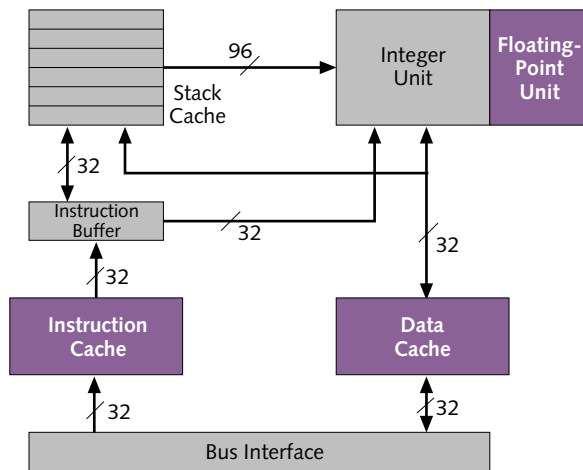 96
Stack
Cache
Integer
Unit
Floating-
Point
Unit
32
Instruction
Buffer
32
32
32
Instruction
Cache
Data
Cache
32
32
Bus Interface